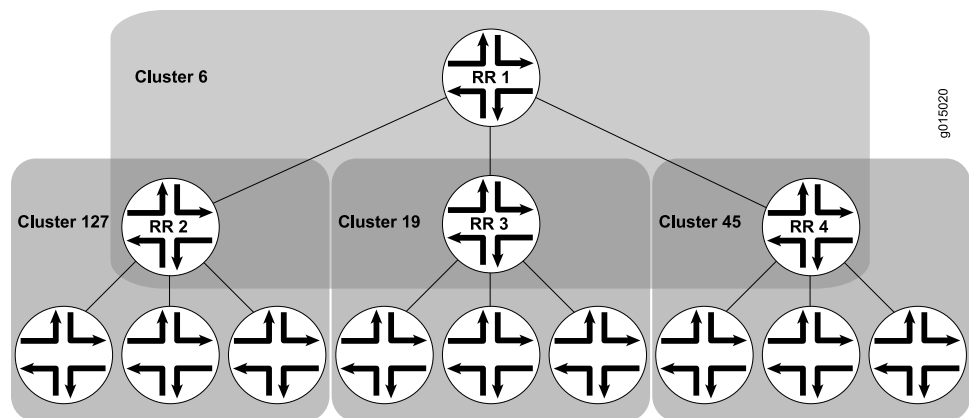 RR 1
Cluster 6
g015020
Cluster 127
RR 2
Cluster 19
RR 3
Cluster 45
RR 4